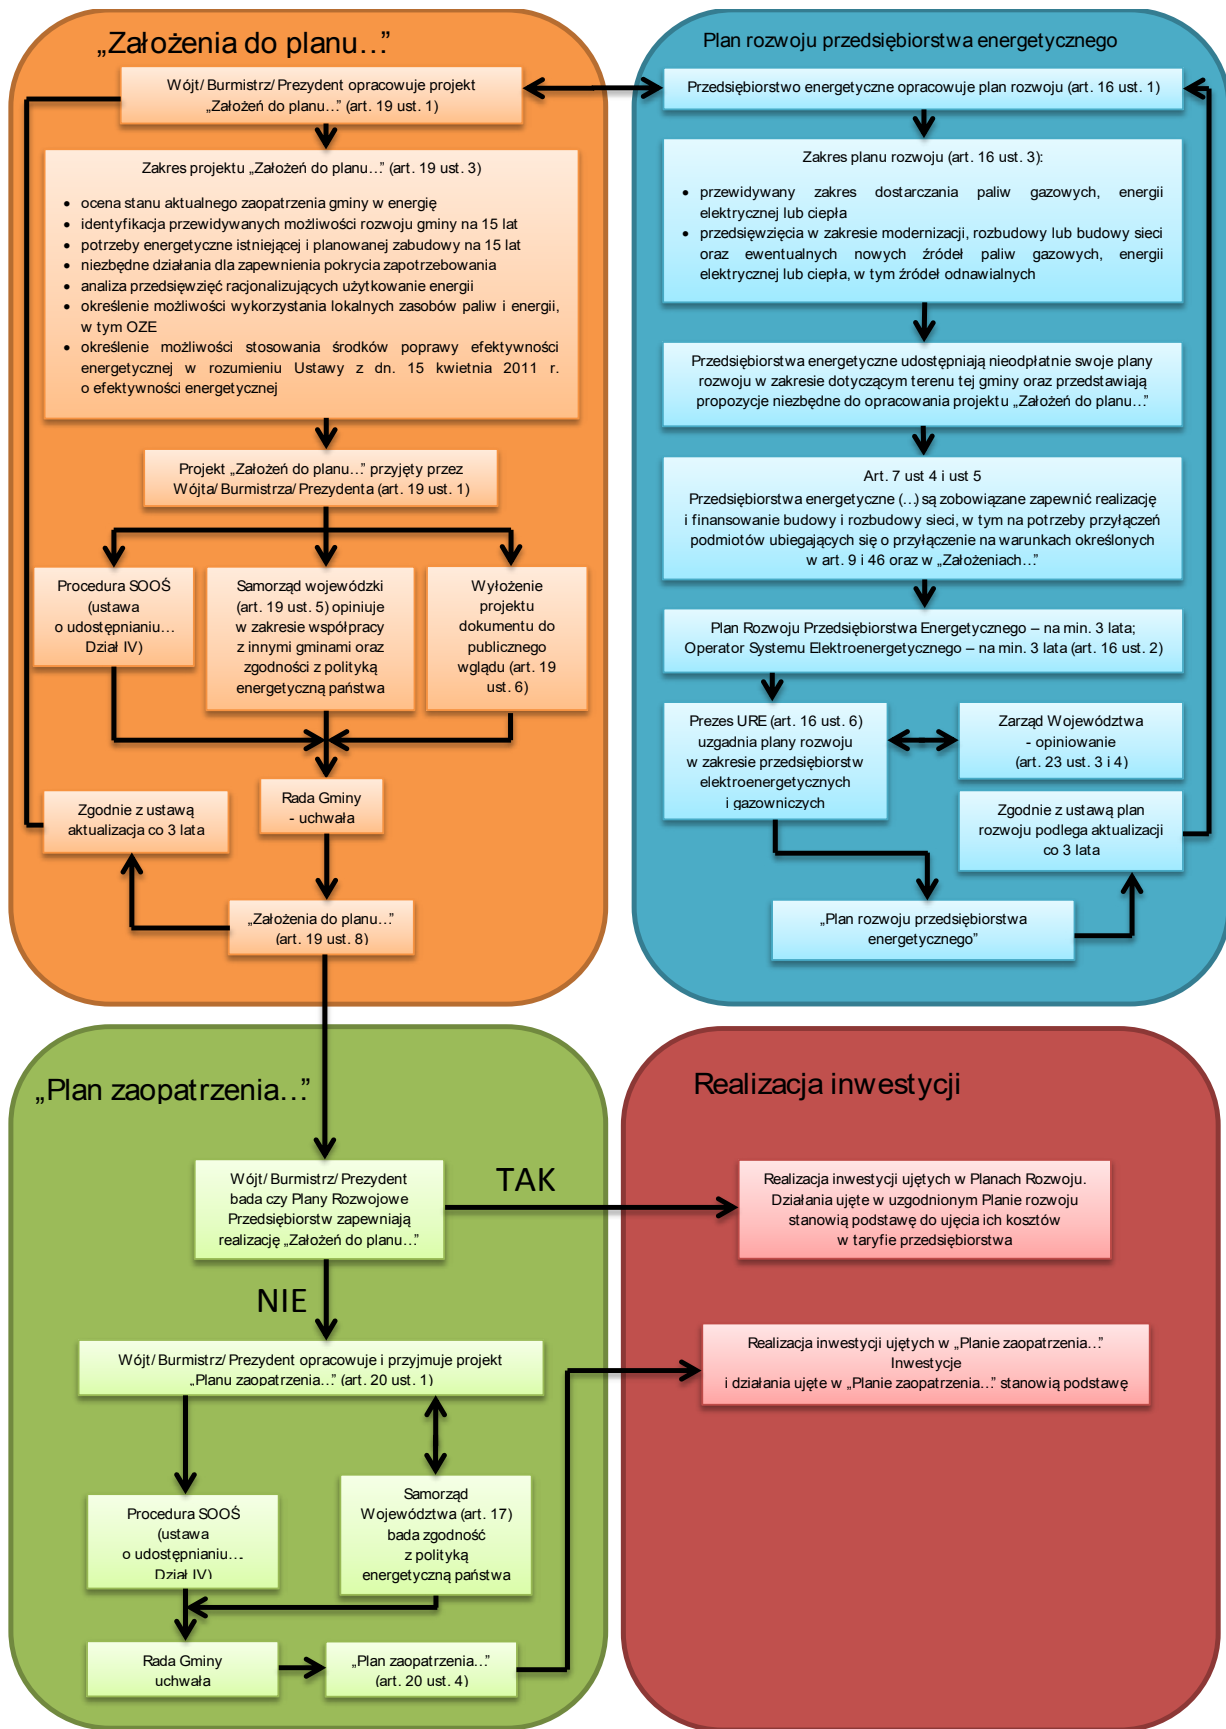 „Założenia do planu…”
Wójt/ Burmistrz/ Prezydent opracowuje projekt
„Założeń do planu…” (art. 19 ust. 1)
Zakres projektu „Założeń do planu…” (art. 19 ust. 3)
• ocena stanu aktualnego zaopatrzenia gminy w energię
• identyfikacja przewidywanych możliwości rozwoju gminy na 15 lat
• potrzeby energetyczne istniejącej i planowanej zabudowy na 15 lat
• niezbędne działania dla zapewnienia pokrycia zapotrzebowania
• analiza przedsięwzięć racjonalizujących użytkowanie energii
• określenie możliwości wykorzystania lokalnych zasobów paliw i energii,
w tym OZE
• określenie możliwości stosowania środków poprawy efektywności
energetycznej w rozumieniu Ustawy z dn. 15 kwietnia 2011 r.
o efektywności energetycznej
Projekt „Założeń do planu…” przyjęty przez
Wójta/ Burmistrza/ Prezydenta (art. 19 ust. 1)
Procedura SOOŚ
(ustawa
o udostępnianiu…
Dział IV)
Samorząd wojewódzki
(art. 19 ust. 5) opiniuje
w zakresie współpracy
z innymi gminami oraz
zgodności z polityką
energetyczną państwa
Wyłożenie
projektu
dokumentu do
publicznego
wglądu (art. 19
ust. 6)
Rada Gminy
- uchwała
Zgodnie z ustawą
aktualizacja co 3 lata
„Założenia do planu…”
(art. 19 ust. 8)
Plan rozwoju przedsiębiorstwa energetycznego
Przedsiębiorstwo energetyczne opracowuje plan rozwoju (art. 16 ust. 1)
Zakres planu rozwoju (art. 16 ust. 3):
• przewidywany zakres dostarczania paliw gazowych, energii
elektrycznej lub ciepła
• przedsięwzięcia w zakresie modernizacji, rozbudowy lub budowy sieci
oraz ewentualnych nowych źródeł paliw gazowych, energii
elektrycznej lub ciepła, w tym źródeł odnawialnych
Przedsiębiorstwa energetyczne udostępniają nieodpłatnie swoje plany
rozwoju w zakresie dotyczącym terenu tej gminy oraz przedstawiają
propozycje niezbędne do opracowania projektu „Założeń do planu…”
Art. 7 ust 4 i ust 5
Przedsiębiorstwa energetyczne (…) są zobowiązane zapewnić realizację
i finansowanie budowy i rozbudowy sieci, w tym na potrzeby przyłączeń
podmiotów ubiegających się o przyłączenie na warunkach określonych
w art. 9 i 46 oraz w „Założeniach…”
Plan Rozwoju Przedsiębiorstwa Energetycznego – na min. 3 lata;
Operator Systemu Elektroenergetycznego – na min. 3 lata (art. 16 ust. 2)
Prezes URE (art. 16 ust. 6)
uzgadnia plany rozwoju
w zakresie przedsiębiorstw
elektroenergetycznych
i gazowniczych
Zarząd Województwa
- opiniowanie
(art. 23 ust. 3 i 4)
Zgodnie z ustawą plan
rozwoju podlega aktualizacji
co 3 lata
„Plan rozwoju przedsiębiorstwa
energetycznego”
„Plan zaopatrzenia…”
Wójt/ Burmistrz/ Prezydent
bada czy Plany Rozwojowe
Przedsiębiorstw zapewniają
realizację „Założeń do planu…”
TAK
NIE
Wójt/ Burmistrz/ Prezydent opracowuje i przyjmuje projekt
„Planu zaopatrzenia…” (art. 20 ust. 1)
Procedura SOOŚ
(ustawa
o udostępnianiu…
Dział IV)
Samorząd
Województwa (art. 17)
bada zgodność
z polityką
energetyczną państwa
Rada Gminy
uchwała
„Plan zaopatrzenia…”
(art. 20 ust. 4)
Realizacja inwestycji
Realizacja inwestycji ujętych w Planach Rozwoju.
Działania ujęte w uzgodnionym Planie rozwoju
stanowią podstawę do ujęcia ich kosztów
w taryfie przedsiębiorstwa
Realizacja inwestycji ujętych w „Planie zaopatrzenia…”
Inwestycje
i działania ujęte w „Planie zaopatrzenia…” stanowią podstawę